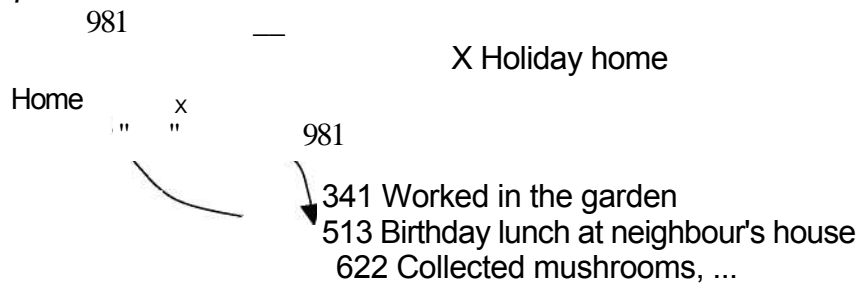 981
X Holiday home
Home
X
" "
981
341 Worked in the garden
513 Birthday lunch at neighbour's house
622 Collected mushrooms, ...